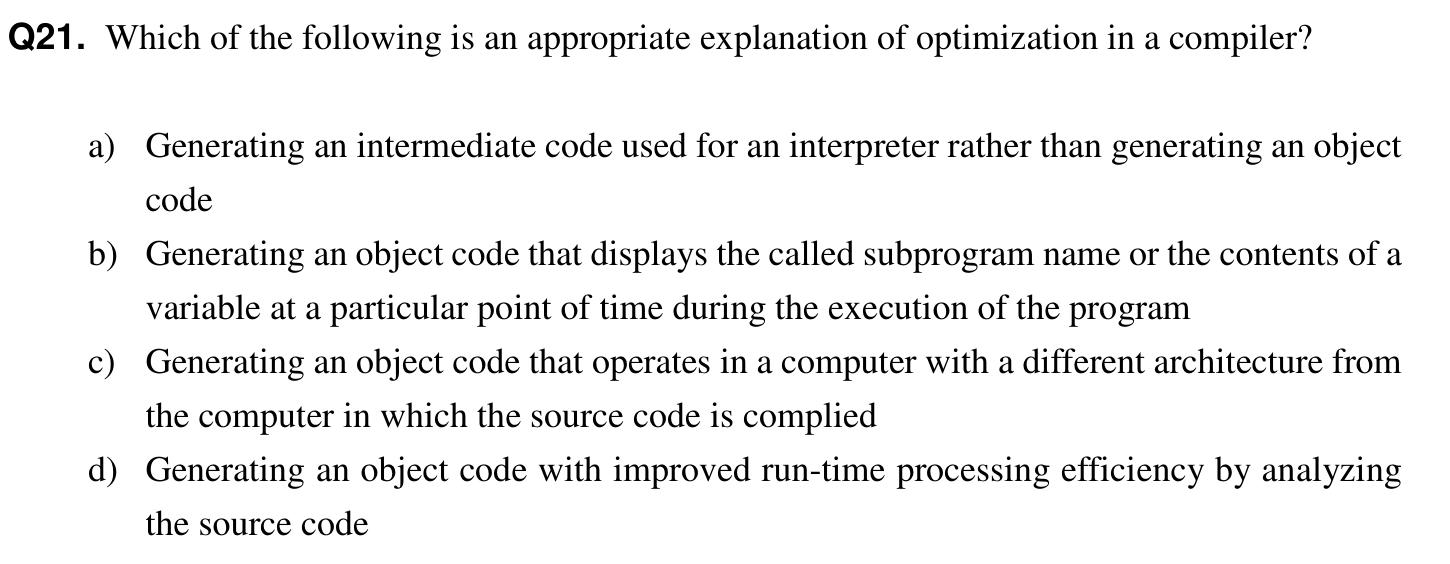 Q21. Which of the following is an appropriate explanation of optimization in a compiler?
a) Generating an intermediate code used for an interpreter rather than generating an object
code
b) Generating an object code that displays the called subprogram name or the contents of a
variable at a particular point of time during the execution of the program
c) Generating an object code that operates in a computer with a different architecture from
the computer in which the source code is complied
d) Generating an object code with improved run-time processing efficiency by analyzing
the source code